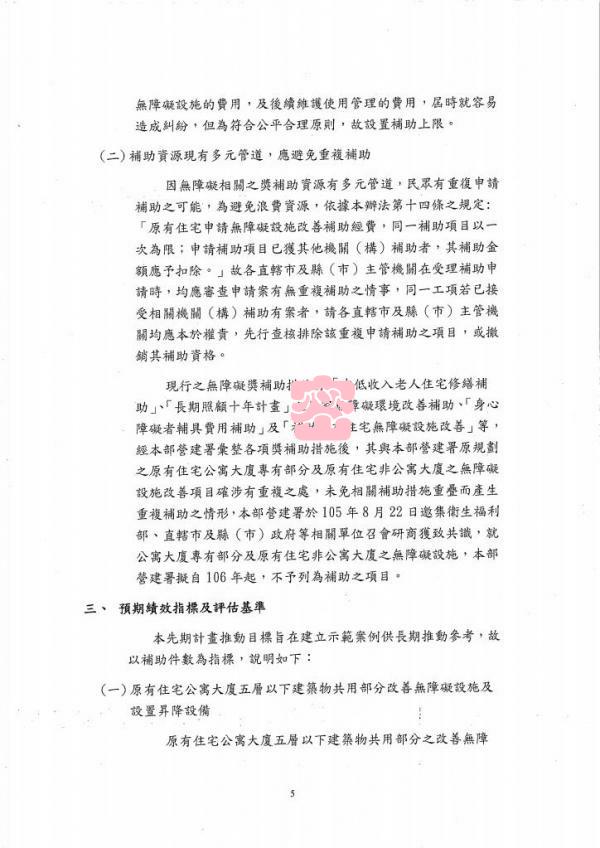 無障礙設施的費用，及後續維護使用管理的費用，屆時就容易
造成糾紛，但為符合公平合理原則，故設置補助上限。
(二)補助資源現有多元管道，應避免重複補助
因無障礙相關之獎補助資源有多元管道，民眾有重復申請
補助之可能，為避免浪費資源，依據本辦法第十四條之規定:
「原有住宅申請無障礙設施改善補助經費，同一補助項目以一
次為限；申請補助項目已獲其他機關（構）補助者，其補助金
額應予扣除。」故各直轄市及縣（市）主管機關在受理補助申
請時，均應審查申請案有無重複補助之情事，同一工項若已接
受相關機關（構）補助有案者，請各直轄市及縣（市）主管機
關均應本於權責，先行查核排除該重複申請補助之項目，或撤
銷其補助資格。
現行之無障礙獎補助措 低收入老人住宅修繕補
助」、「長期照顧十年計畫」 障礙環境改善補助、「身心
障礙者輔具費用補助」及「 住宅無障礙設施改善」等，
經本部營建署彙整各項獎補助措施後，其與本部營建署原規劃
之原有住宅公寓大廈專有部分及原有住宅非公寓大廈之無障礙
設施改善項目確涉有重複之處，未免相關補助措施重疊而產生
重複補助之情形，本部營建署於 105 年 8 月 22 日邀集衛生福利
部、直轄市及縣（市）政府等相關單位召會研商獲致共識，就
公寓大廈專有部分及原有住宅非公寓大廈之無障礙設施，本部
營建署擬自 106 年起，不予列為補助之項目。
三、 預期績效指標及評估基準
本先期計畫推動目標旨在建立示範案例供長期推動參考，故
以補助件數為指標，說明如下：
(一)原有住宅公寓大廈五層以下建築物共用部分改善無障礙設施及
設置昇降設備
原有住宅公寓大廈五層以下建築物共用部分之改善無障
5